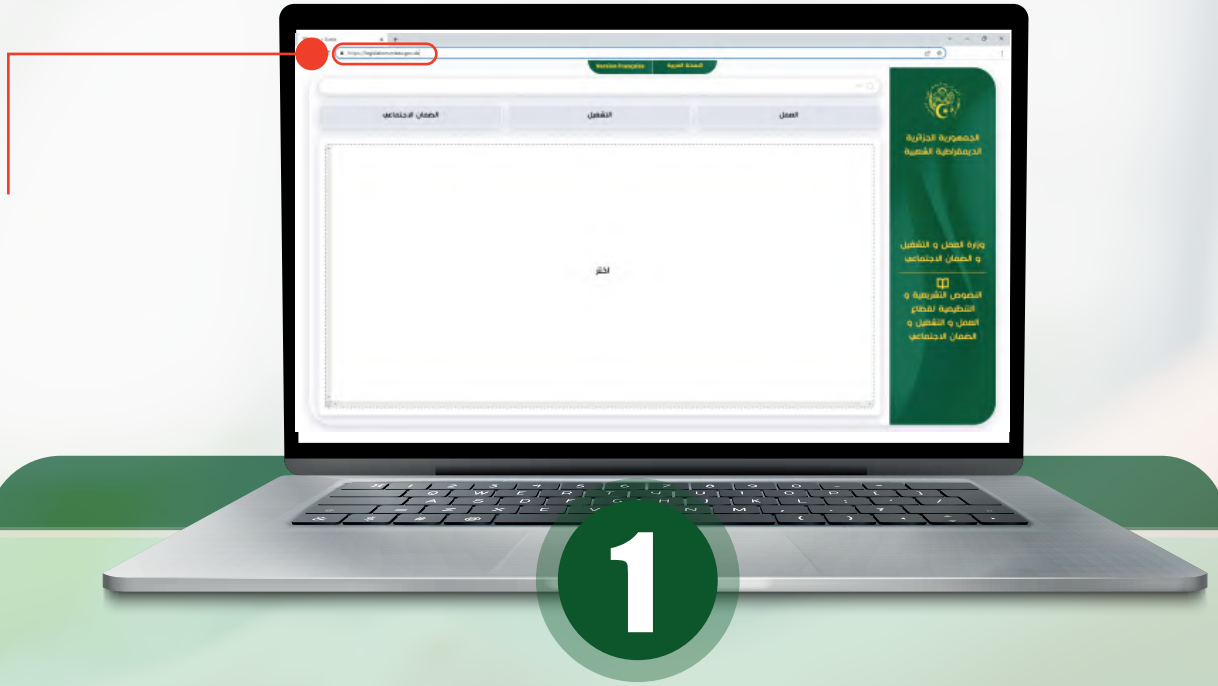 Version Française
النسخة العربية
العمل
التشغيل
الضمان الاجتماعي
اختر
الجمهورية الجزائرية
الديمقراطية الشعبية
وزارة العمل و التشغيل
و الضمان الاجتماعي
النصوص التشريعية و
التنظيمية لقطاع
العمل و التشغيل و
الضمان الاجتماعي
1